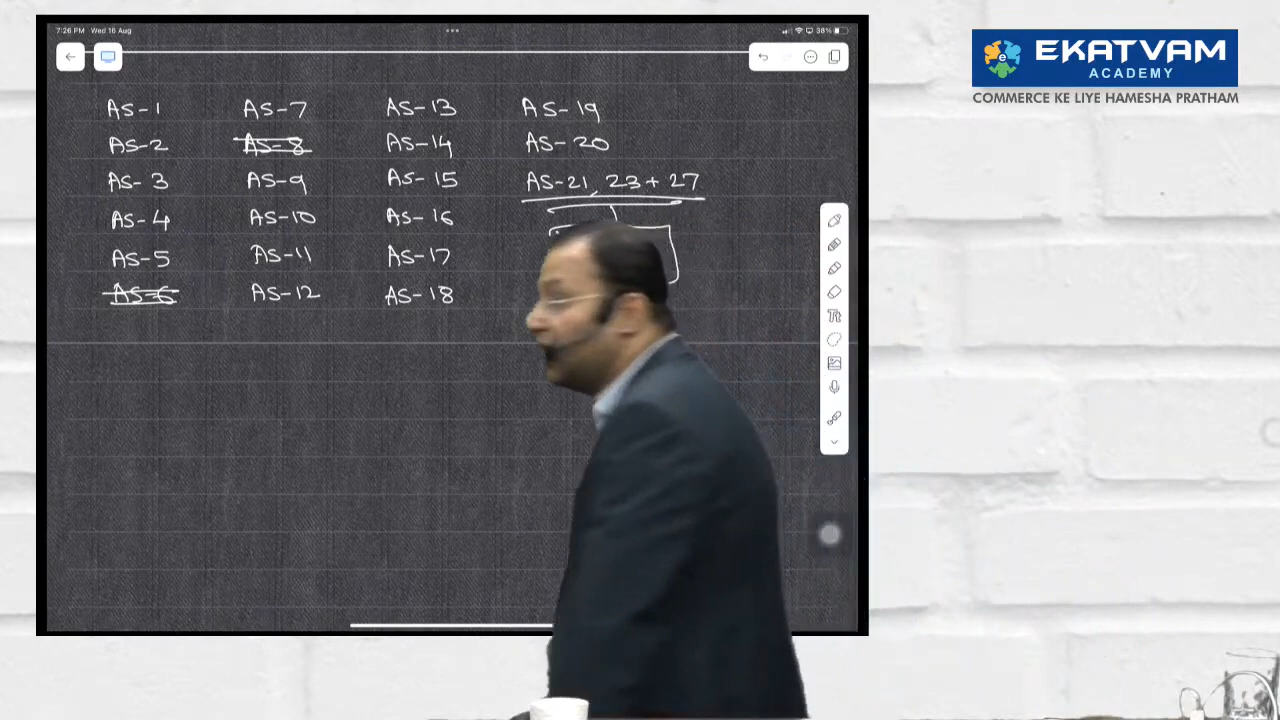 7:26 PM Wed 16 Aug
38%
EKATVAM
ACADEMY
COMMERCE KE LIYE HAMESHA PRATHAM
AS-1 AS-7 AS-13 AS-19
AS-2 AS-8 AS-14 AS-20
AS-3 AS-9 AS-15 AS-21, 23 + 27
AS-4 AS-10 AS-16
AS-5 AS-11 AS-17
AS-6 AS-12 AS-18